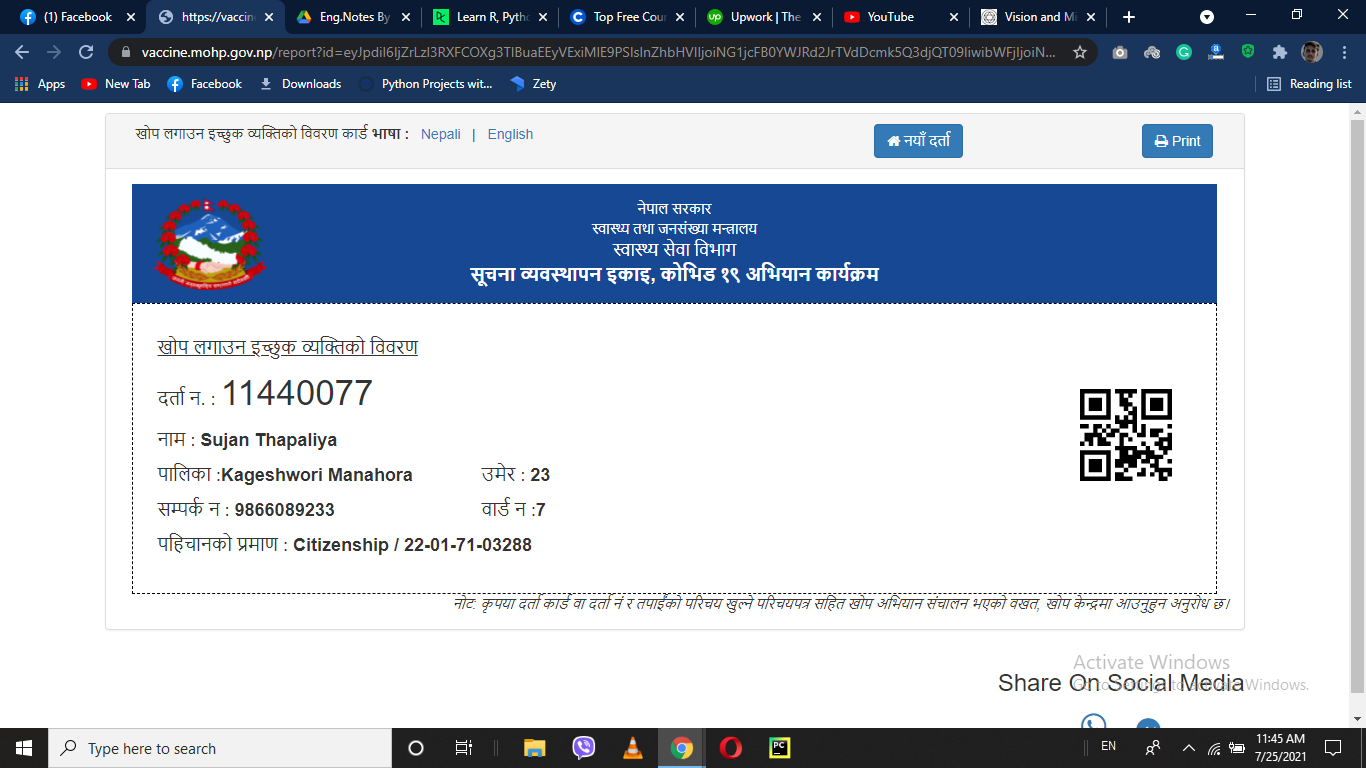 (1) Facebook
https://vaccin
Eng.Notes By
Learn R, Pytho
Top Free Cour
Upwork | The
YouTube
Vision and Mi
vaccine.mohp.gov.np/report?id=
Apps
New Tab
Facebook
Downloads
Python Projects wit...
Zety
Reading list
खोप लगाउन इच्छुक व्यक्तिको विवरण कार्ड भाषा : Nepali | English
नयाँ दर्ता
Print
नेपाल सरकार
स्वास्थ्य तथा जनसंख्या मन्त्रालय
स्वास्थ्य सेवा विभाग
सूचना व्यवस्थापन इकाइ, कोभिड १९ अभियान कार्यक्रम
खोप लगाउन इच्छुक व्यक्तिको विवरण
दर्ता न. : 11440077
नाम : Sujan Thapaliya
पालिका :Kageshwori Manahora उमेर : 23
सम्पर्क न : 9866089233 वार्ड न :7
पहिचानको प्रमाण : Citizenship / 22-01-71-03288
नोट: कृपया दर्ता कार्ड वा दर्ता नं र तपाईंको परिचय खुल्ने परिचयपत्र सहित खोप अभियान संचालन भएको वखत, खोप केन्द्रमा आउनुहुन अनुरोध छ।
Activate Windows
Go to Settings to activate Windows.
Share On Social Media
Type here to search
PC
EN
11:45 AM
7/25/2021